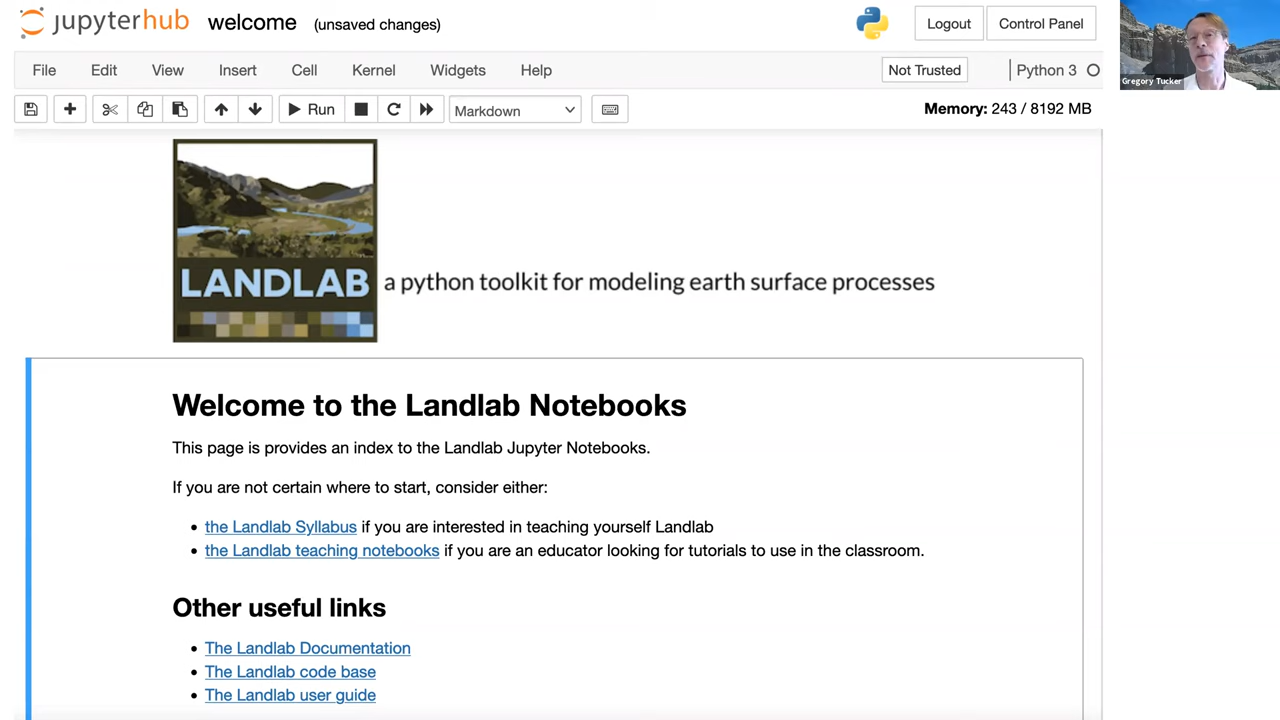 jupyterhub welcome (unsaved changes) Logout Control Panel
File Edit View Insert Cell Kernel Widgets Help Not Trusted Python 3
Run Markdown Memory: 243 / 8192 MB
Gregory Tucker
LANDLAB a python toolkit for modeling earth surface processes
Welcome to the Landlab Notebooks
This page is provides an index to the Landlab Jupyter Notebooks.
If you are not certain where to start, consider either:
the Landlab Syllabus if you are interested in teaching yourself Landlab
the Landlab teaching notebooks if you are an educator looking for tutorials to use in the classroom.
Other useful links
The Landlab Documentation
The Landlab code base
The Landlab user guide